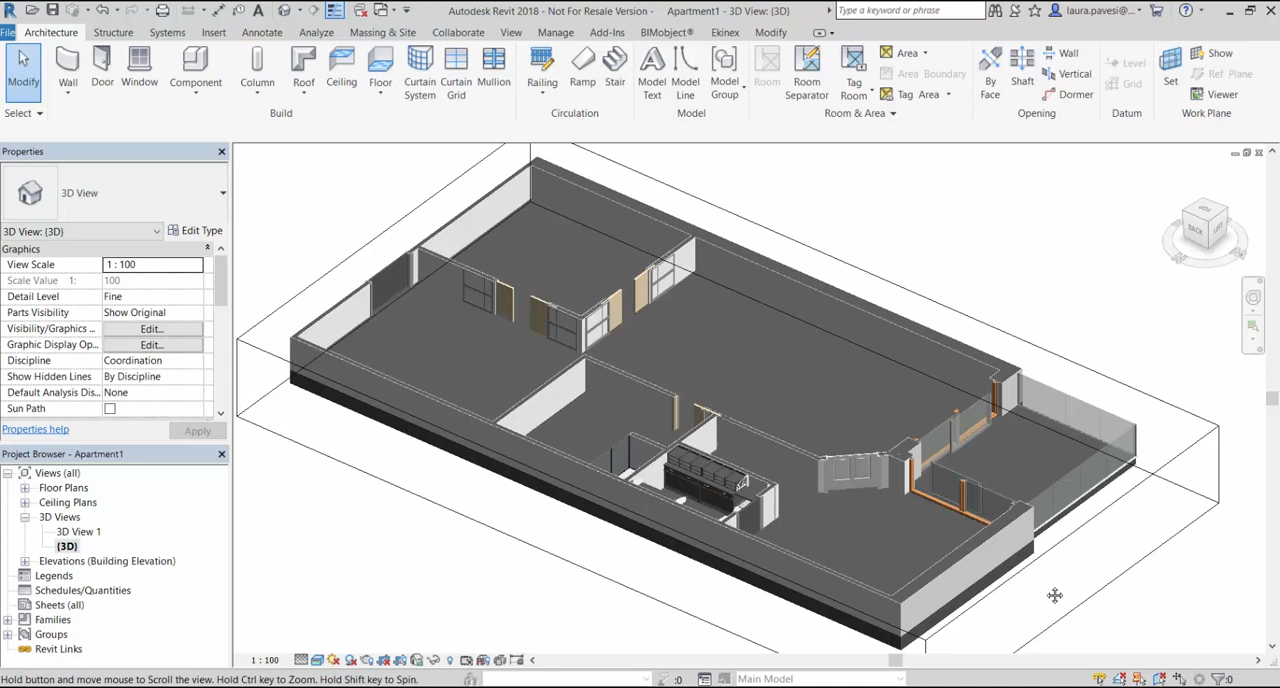 Autodesk Revit 2018 - Not For Resale Version - Apartment1 - 3D View: {3D}
Type a keyword or phrase
laura.pavesi@...
File Architecture Structure Systems Insert Annotate Analyze Massing & Site Collaborate View Manage Add-Ins BIMobject® Ekinex Modify
Modify
Wall
Door
Window
Component
Column
Roof
Ceiling
Floor
Curtain System
Curtain Grid
Mullion
Railing
Ramp
Stair
Model Text
Model Line
Model Group
Room
Room Separator
Tag Room
Area
Area Boundary
Tag Area
By Face
Shaft
Wall
Vertical
Dormer
Level
Grid
Set
Show
Ref Plane
Viewer
Select
Build
Circulation
Model
Room & Area
Opening
Datum
Work Plane
Properties
3D View
3D View: {3D}
Edit Type
Graphics
View Scale 1 : 100
Scale Value 1: 100
Detail Level Fine
Parts Visibility Show Original
Visibility/Graphics ... Edit...
Graphic Display Op... Edit...
Discipline Coordination
Show Hidden Lines By Discipline
Default Analysis Dis... None
Sun Path
Properties help
Apply
Project Browser - Apartment1
Views (all)
Floor Plans
Ceiling Plans
3D Views
3D View 1
{3D}
Elevations (Building Elevation)
Legends
Schedules/Quantities
Sheets (all)
Families
Groups
Revit Links
TOP
BACK
LEFT
1 : 100
Hold button and move mouse to Scroll the view. Hold Ctrl key to Zoom. Hold Shift key to Spin.
:0
Main Model
:0